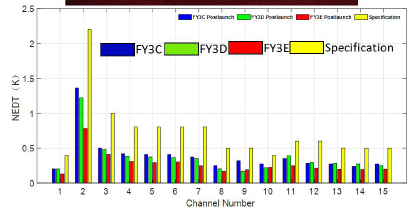 2.5
FY3C Postlaunch FY3D Postlaunch FY3E Postlaunch Specification
2
FY3C FY3D FY3E Specification
1.5
NEDT (K)
1
0.5
0
1 2 3 4 5 6 7 8 9 10 11 12 13 14 15
Channel Number